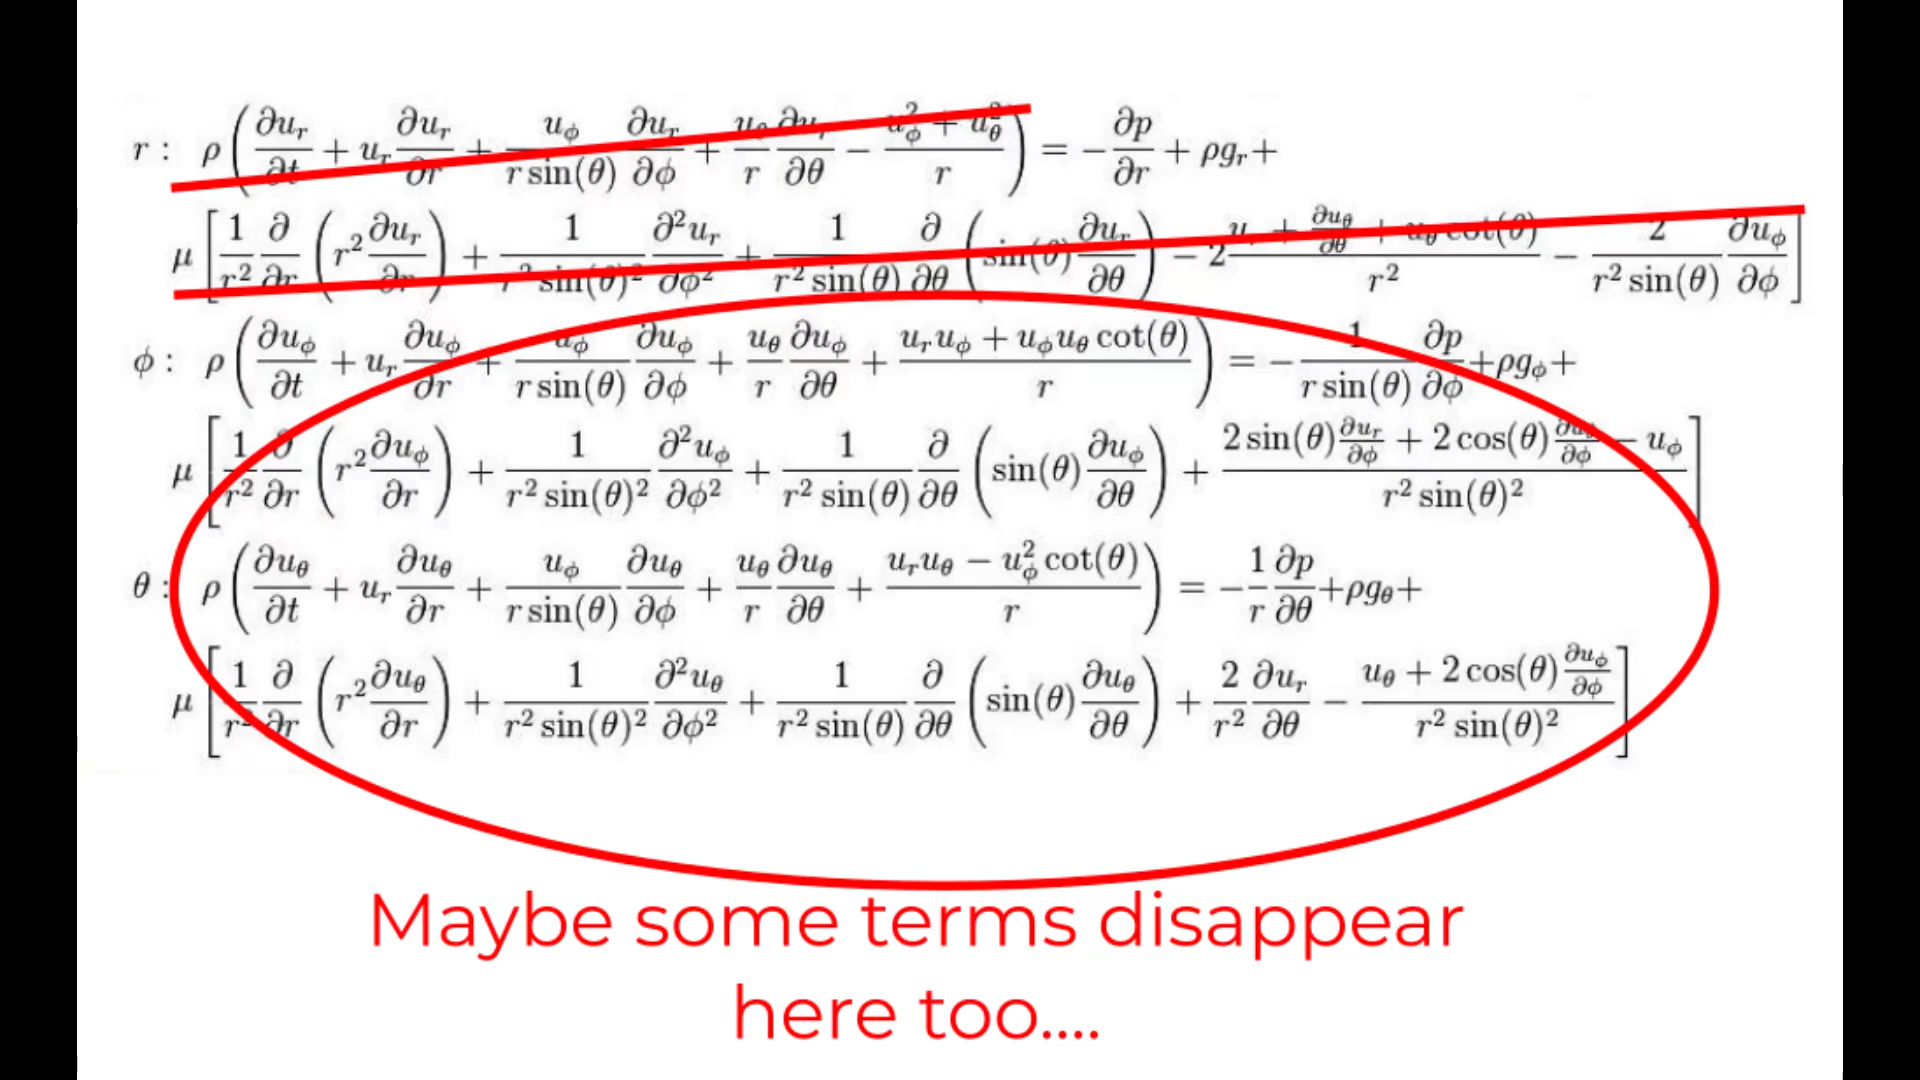 r : ρ ( ∂u_r/∂t + u_r ∂u_r/∂r + u_ϕ/(r sin(θ)) ∂u_r/∂ϕ + u_θ/r ∂u_r/∂θ − (u_ϕ² + u_θ²)/r ) = − ∂p/∂r + ρg_r +
μ [ 1/r² ∂/∂r ( r² ∂u_r/∂r ) + 1/(r² sin(θ)²) ∂²u_r/∂ϕ² + 1/(r² sin(θ)) ∂/∂θ ( sin(θ) ∂u_r/∂θ ) − 2 (u_r + ∂u_θ/∂θ + u_θ cot(θ))/r² − 2/(r² sin(θ)) ∂u_ϕ/∂ϕ ]
ϕ : ρ ( ∂u_ϕ/∂t + u_r ∂u_ϕ/∂r + u_ϕ/(r sin(θ)) ∂u_ϕ/∂ϕ + u_θ/r ∂u_ϕ/∂θ + (u_r u_ϕ + u_ϕ u_θ cot(θ))/r ) = − 1/(r sin(θ)) ∂p/∂ϕ + ρg_ϕ +
μ [ 1/r² ∂/∂r ( r² ∂u_ϕ/∂r ) + 1/(r² sin(θ)²) ∂²u_ϕ/∂ϕ² + 1/(r² sin(θ)) ∂/∂θ ( sin(θ) ∂u_ϕ/∂θ ) + (2 sin(θ) ∂u_r/∂ϕ + 2 cos(θ) ∂u_θ/∂ϕ − u_ϕ)/(r² sin(θ)²) ]
θ : ρ ( ∂u_θ/∂t + u_r ∂u_θ/∂r + u_ϕ/(r sin(θ)) ∂u_θ/∂ϕ + u_θ/r ∂u_θ/∂θ + (u_r u_θ − u_ϕ² cot(θ))/r ) = − 1/r ∂p/∂θ + ρg_θ +
μ [ 1/r² ∂/∂r ( r² ∂u_θ/∂r ) + 1/(r² sin(θ)²) ∂²u_θ/∂ϕ² + 1/(r² sin(θ)) ∂/∂θ ( sin(θ) ∂u_θ/∂θ ) + 2/r² ∂u_r/∂θ − (u_θ + 2 cos(θ) ∂u_ϕ/∂ϕ)/(r² sin(θ)²) ]
Maybe some terms disappear
here too....